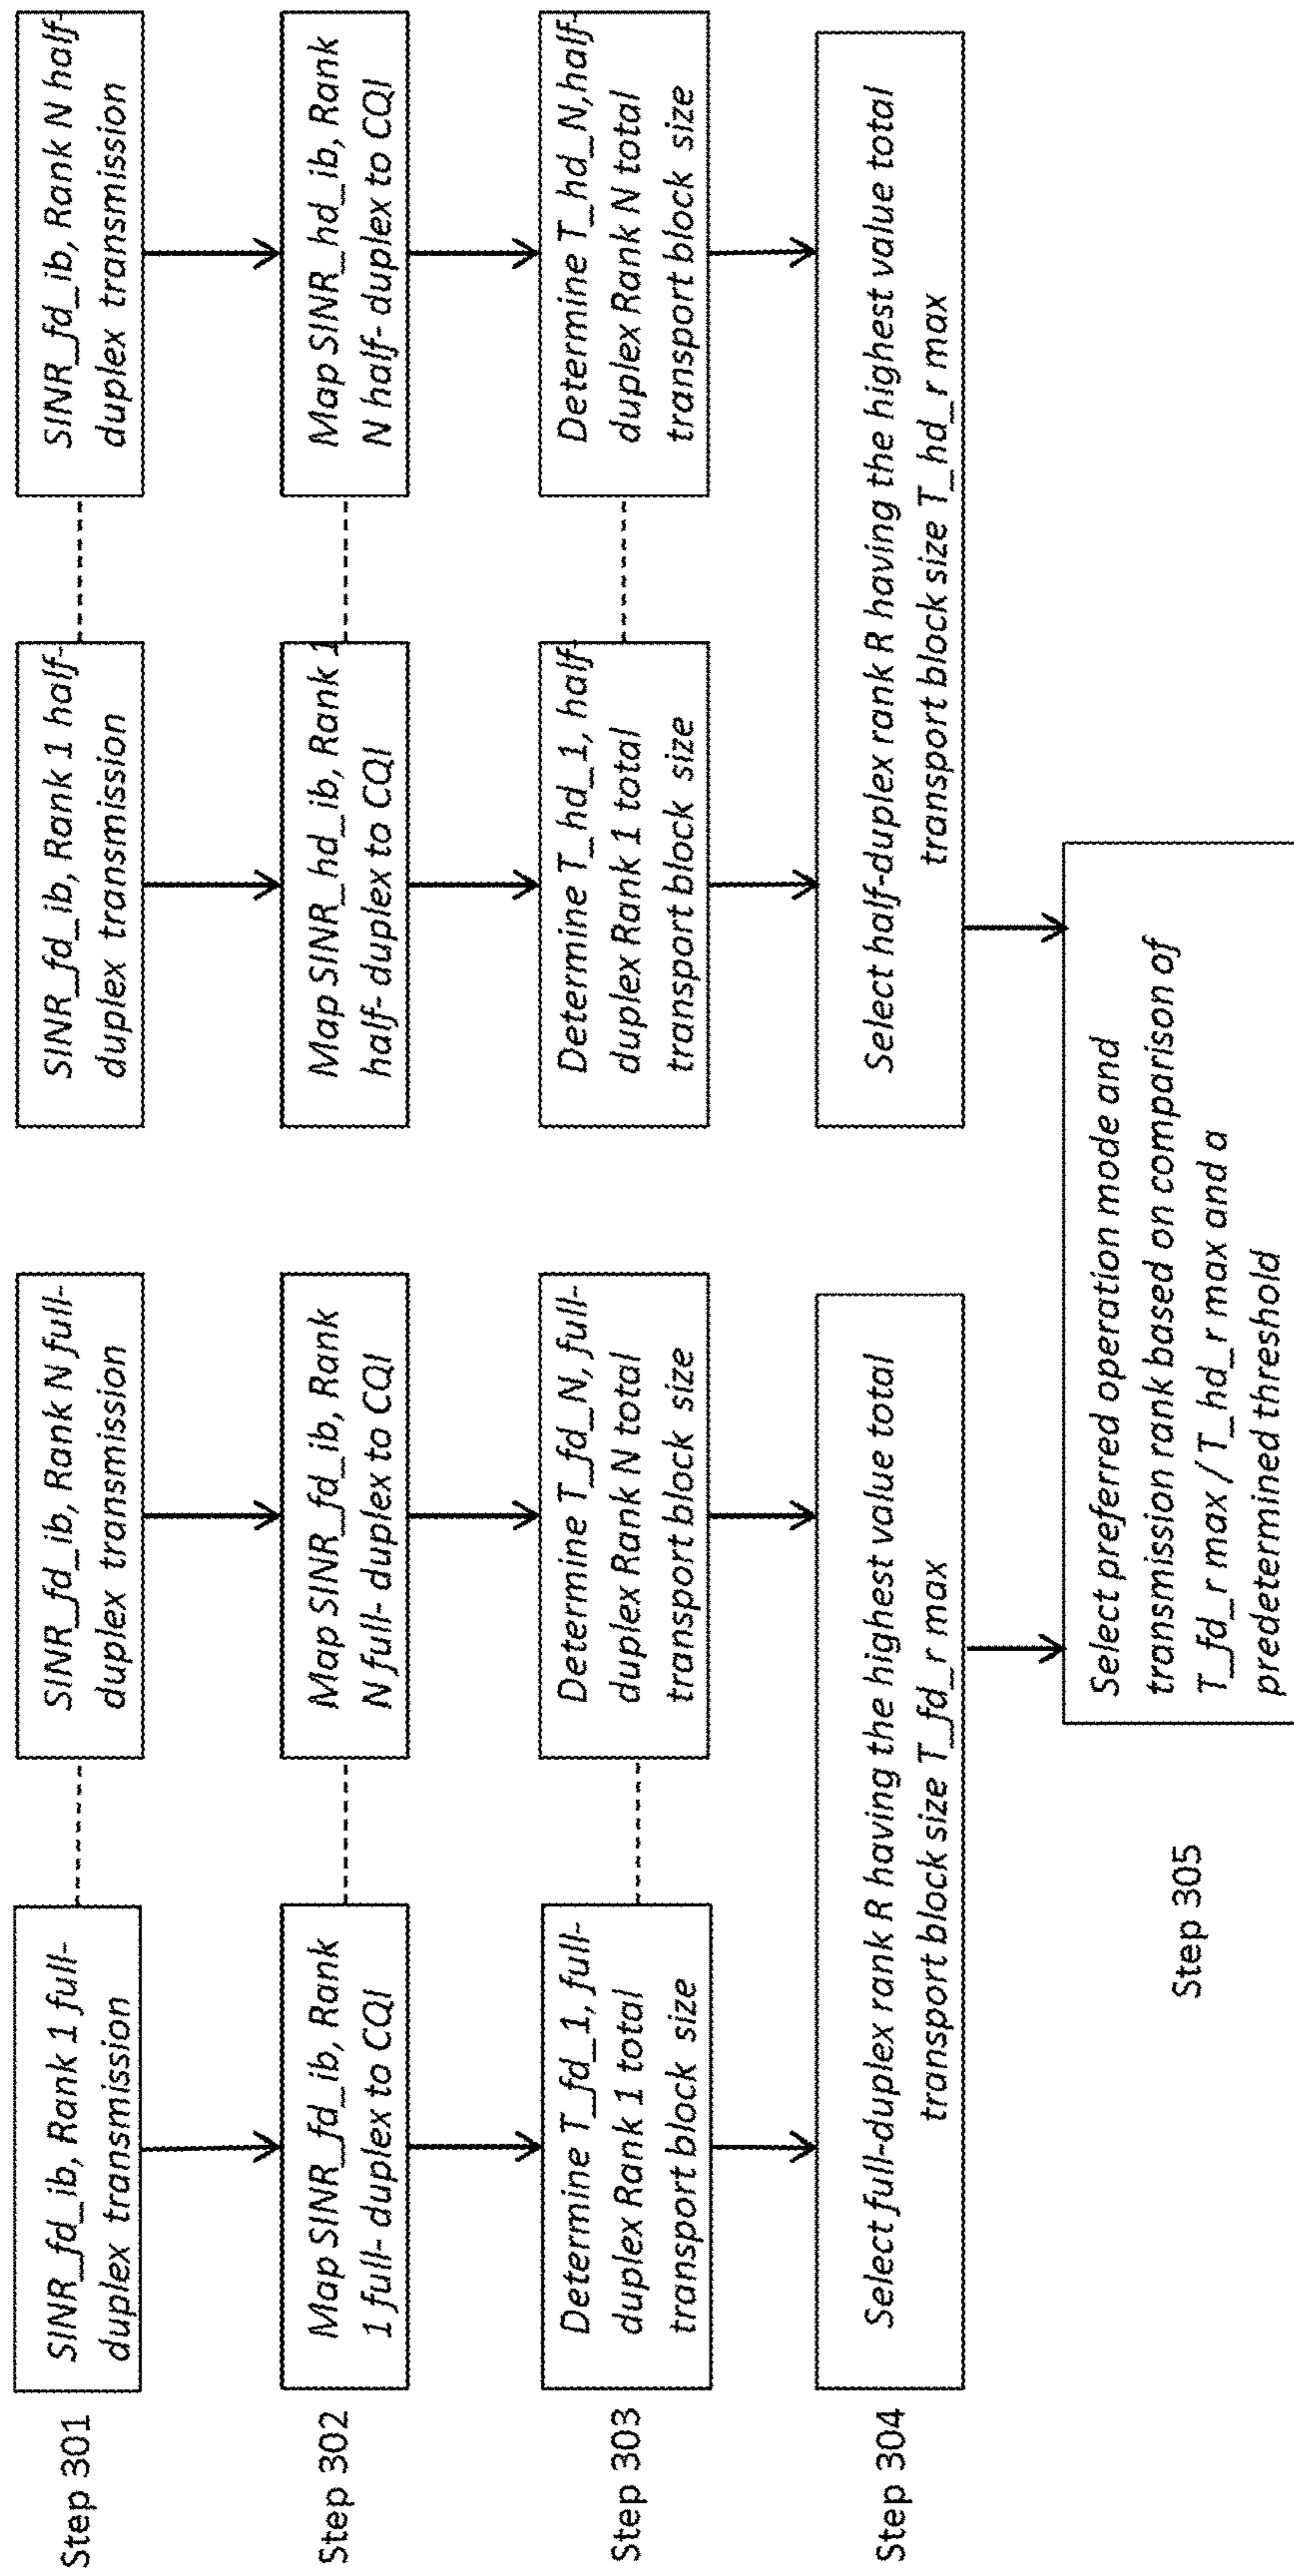 Step 301
SINR_fd_ib, Rank 1 full-
duplex transmission
SINR_fd_ib, Rank N full-
duplex transmission
SINR_fd_ib, Rank 1 half-
duplex transmission
SINR_fd_ib, Rank N half-
duplex transmission
Step 302
Map SINR_fd_ib, Rank
1 full- duplex to CQI
Map SINR_fd_ib, Rank
N full- duplex to CQI
Map SINR_hd_ib, Rank 1
half- duplex to CQI
Map SINR_hd_ib, Rank
N half- duplex to CQI
Step 303
Determine T_fd_1, full-
duplex Rank 1 total
transport block size
Determine T_fd_N, full-
duplex Rank N total
transport block size
Determine T_hd_1, half-
duplex Rank 1 total
transport block size
Determine T_hd_N,half-
duplex Rank N total
transport block size
Step 304
Select full-duplex rank R having the highest value total
transport block size T_fd_r max
Select half-duplex rank R having the highest value total
transport block size T_hd_r max
Step 305
Select preferred operation mode and
transmission rank based on comparison of
T_fd_r max / T_hd_r max and a
predetermined threshold